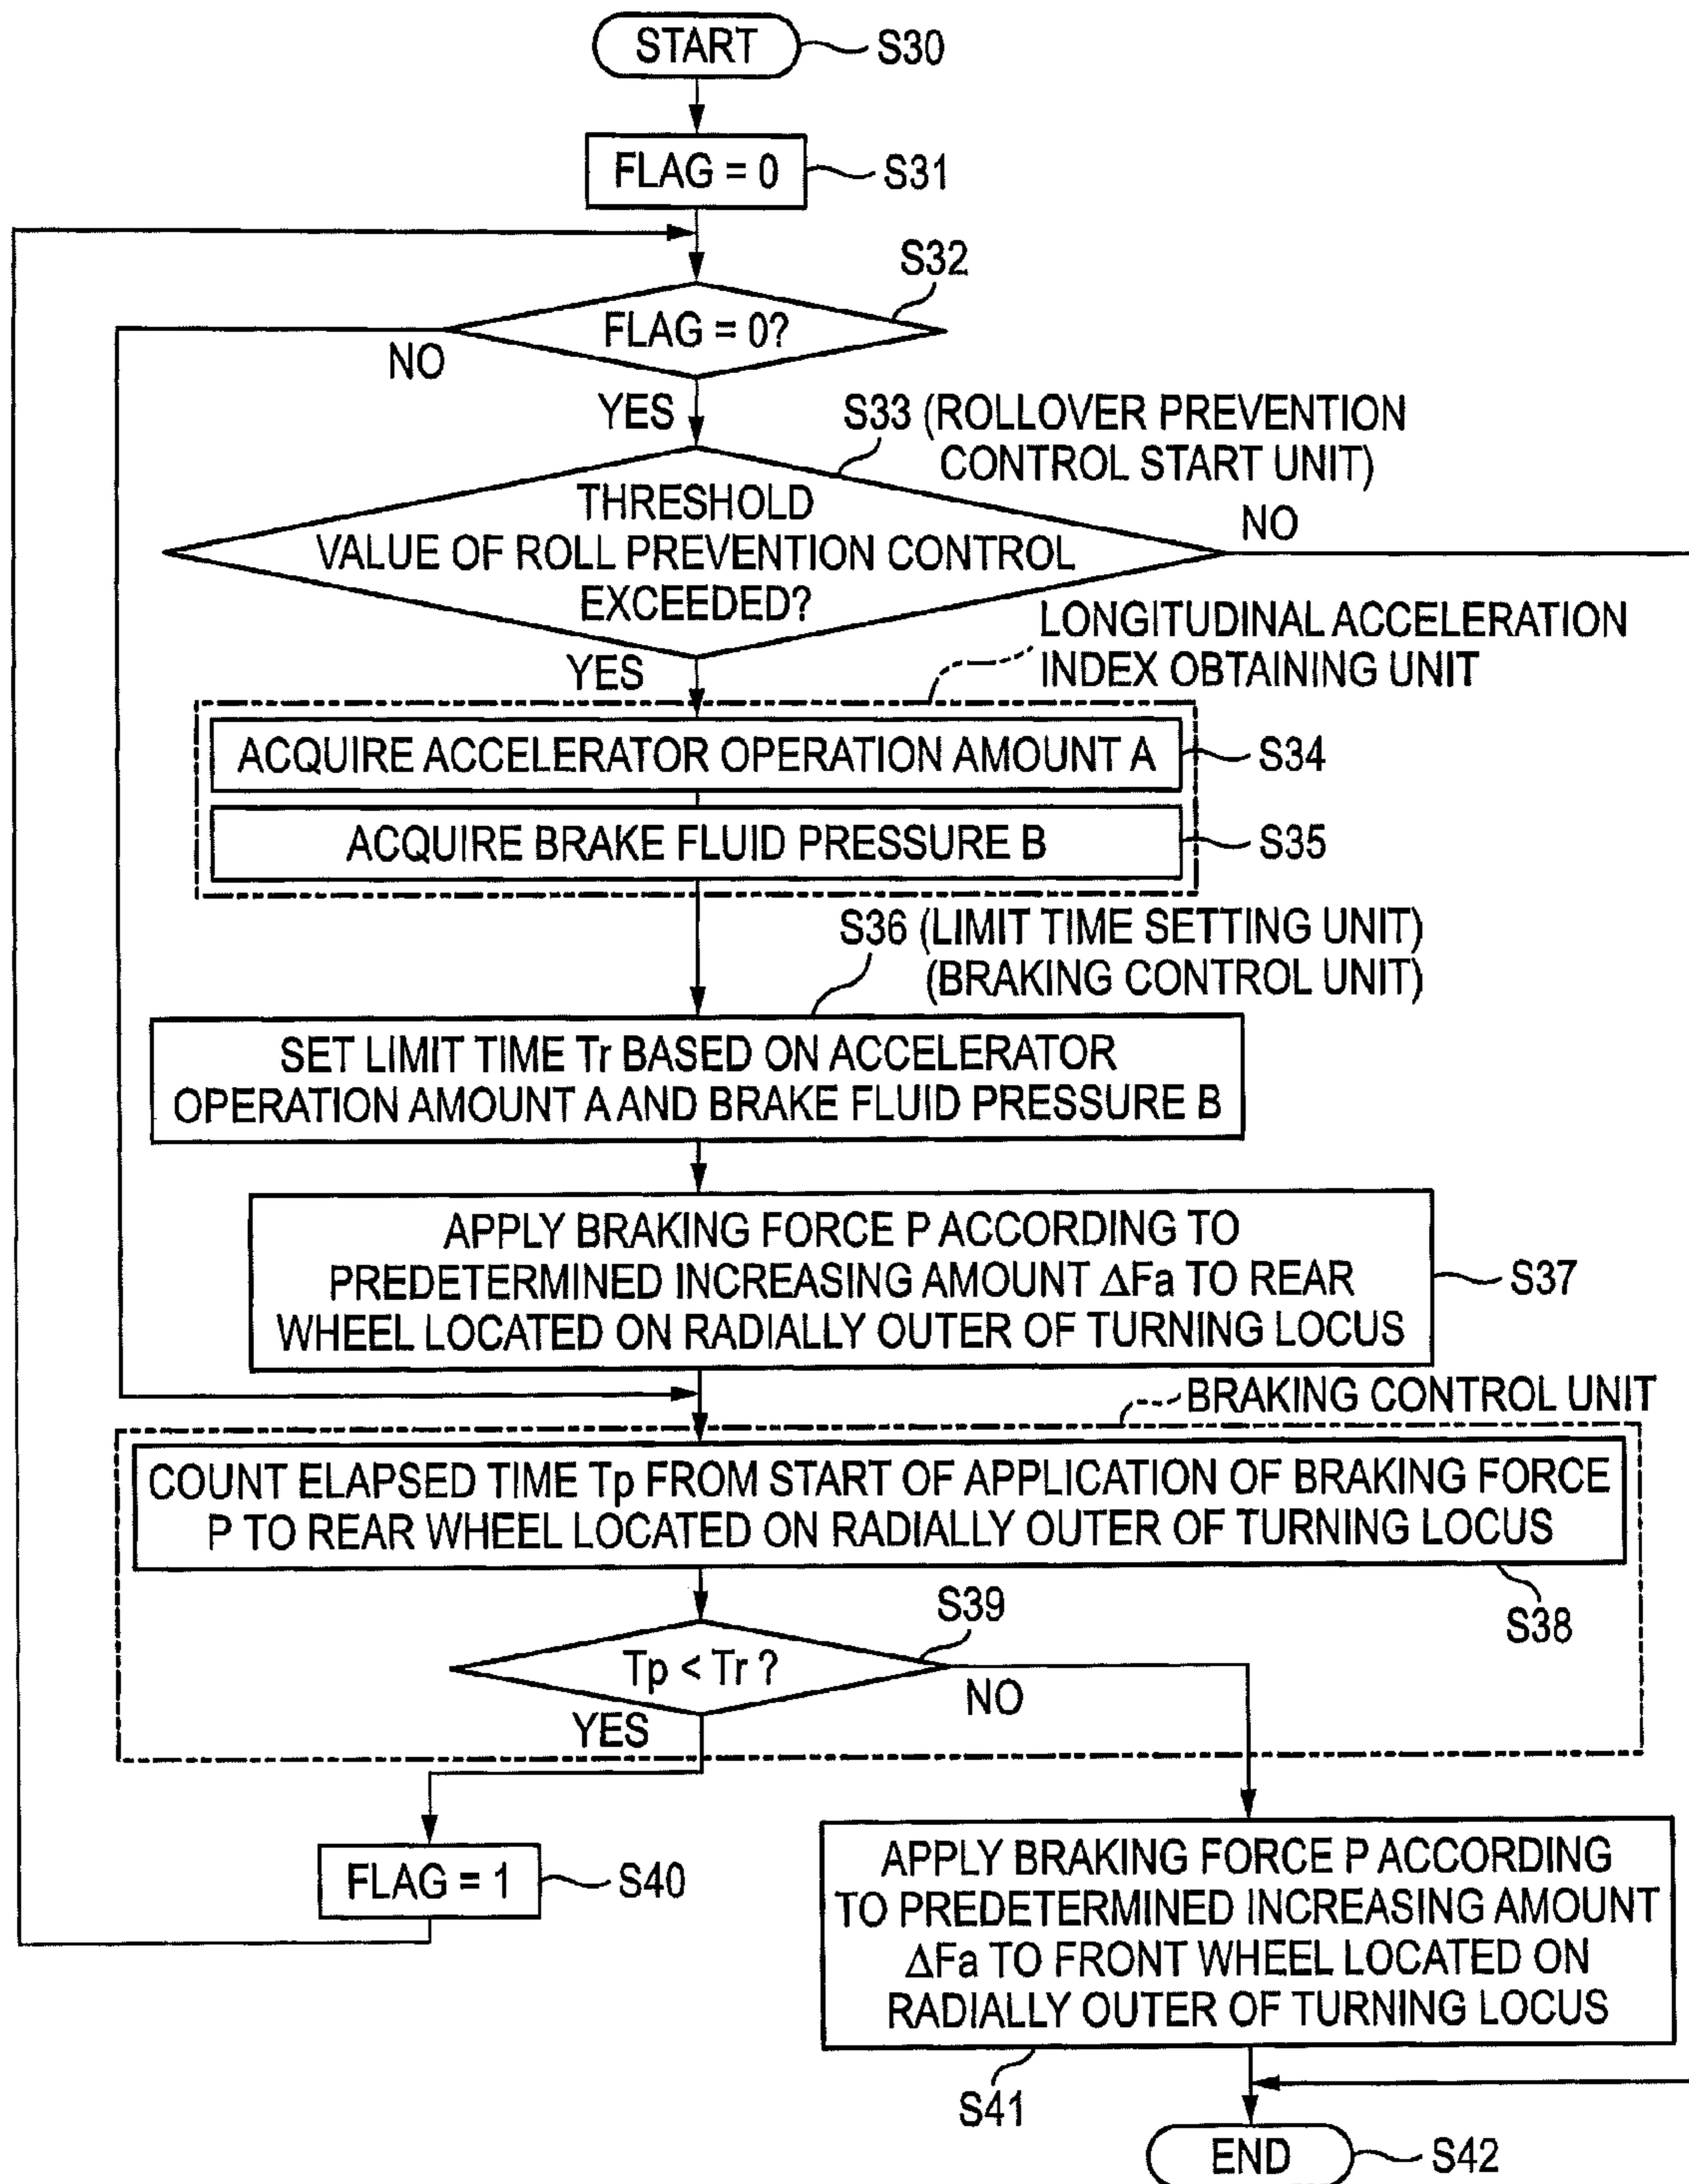 START
S30
FLAG = 0
S31
S32
FLAG = 0?
NO
YES
S33 (ROLLOVER PREVENTION
CONTROL START UNIT)
THRESHOLD
VALUE OF ROLL PREVENTION CONTROL
EXCEEDED?
NO
YES
LONGITUDINAL ACCELERATION
INDEX OBTAINING UNIT
ACQUIRE ACCELERATOR OPERATION AMOUNT A
S34
ACQUIRE BRAKE FLUID PRESSURE B
S35
S36 (LIMIT TIME SETTING UNIT)
(BRAKING CONTROL UNIT)
SET LIMIT TIME Tr BASED ON ACCELERATOR
OPERATION AMOUNT A AND BRAKE FLUID PRESSURE B
APPLY BRAKING FORCE P ACCORDING TO
PREDETERMINED INCREASING AMOUNT ΔFa TO REAR
WHEEL LOCATED ON RADIALLY OUTER OF TURNING LOCUS
S37
BRAKING CONTROL UNIT
COUNT ELAPSED TIME Tp FROM START OF APPLICATION OF BRAKING FORCE
P TO REAR WHEEL LOCATED ON RADIALLY OUTER OF TURNING LOCUS
S38
S39
Tp < Tr ?
NO
YES
FLAG = 1
S40
APPLY BRAKING FORCE P ACCORDING
TO PREDETERMINED INCREASING AMOUNT
ΔFa TO FRONT WHEEL LOCATED ON
RADIALLY OUTER OF TURNING LOCUS
S41
END
S42